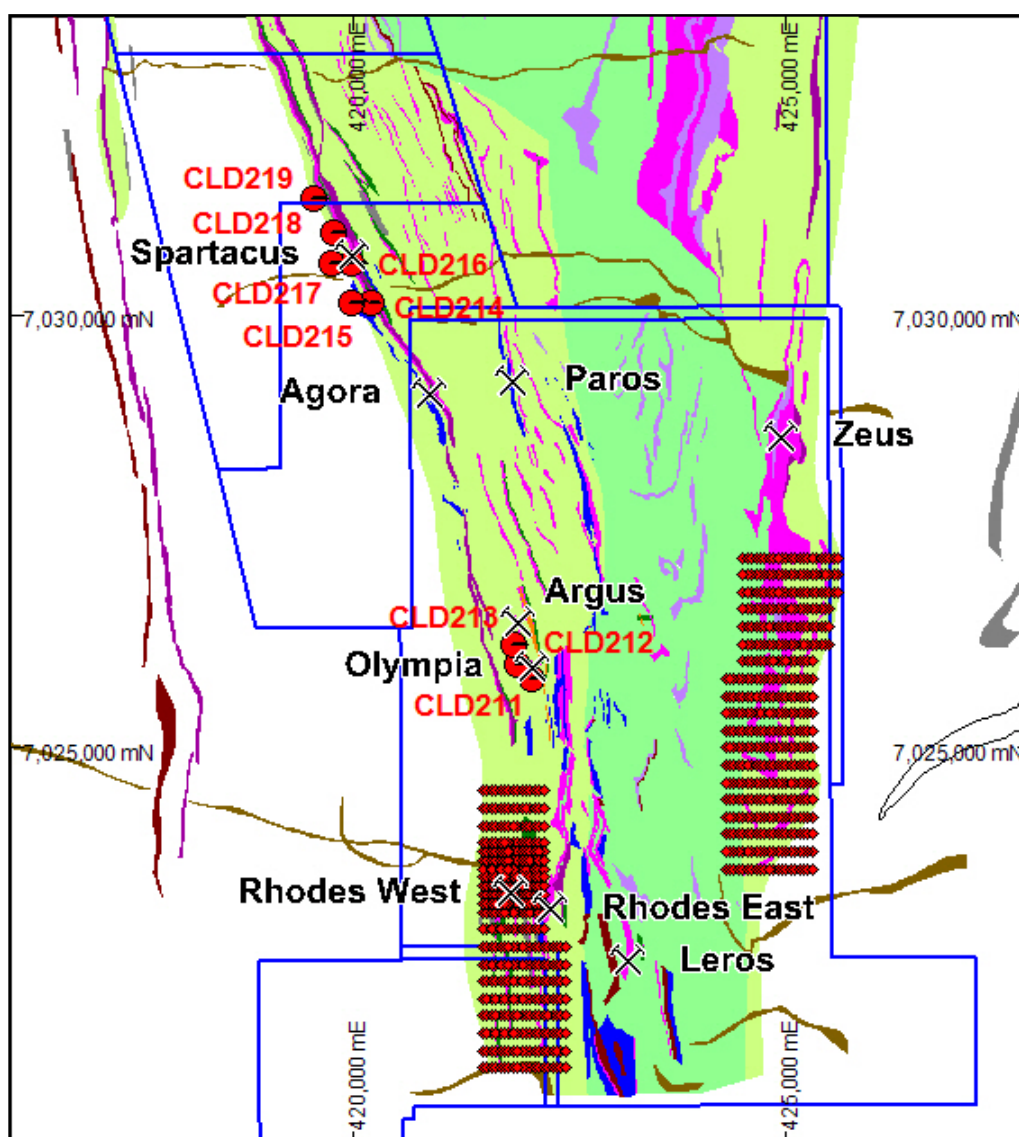 420,000 mE
425,000 mE
CLD219
CLD218
Spartacus
CLD216
CLD217
CLD214
7,030,000 mN
7,030,000 mN
CLD215
Agora
Paros
Zeus
Argus
CLD213
CLD212
Olympia
CLD211
7,025,000 mN
7,025,000 mN
Rhodes West
Rhodes East
Leros
420,000 mE
425,000 mE